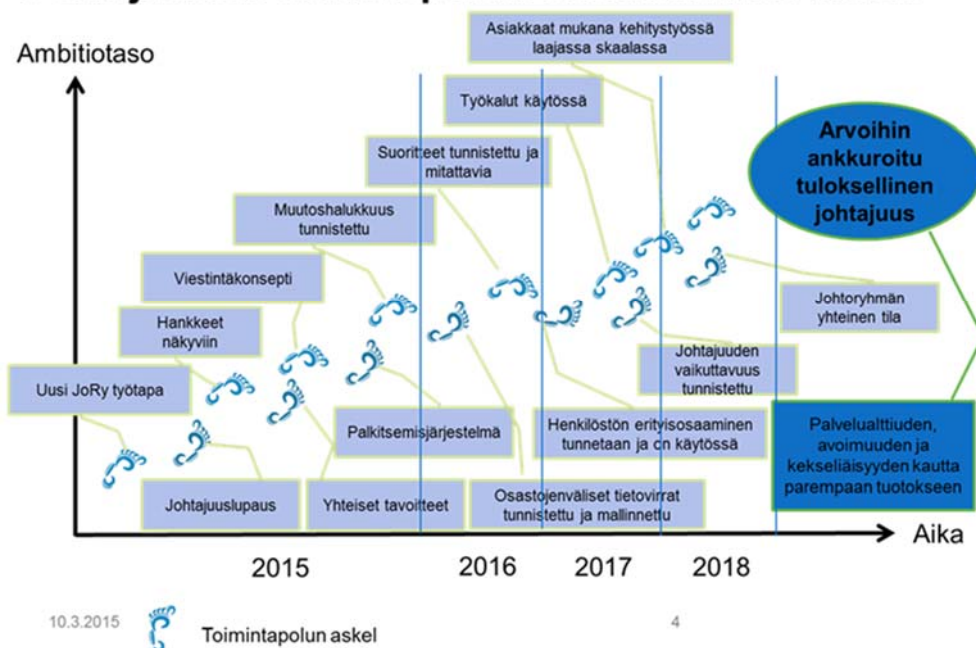 Ambitiotaso
Asiakkaat mukana kehitystyössä
laajassa skaalassa
Työkalut käytössä
Suoritteet tunnistettu ja
mitattavia
Muutoshalukkuus
tunnistettu
Viestintäkonsepti
Hankkeet
näkyviin
Uusi JoRy työtapa
Arvoihin
ankkuroitu
tuloksellinen
johtajuus
Johtoryhmän
yhteinen tila
Johtajuuden
vaikuttavuus
tunnistettu
Palkitsemisjärjestelmä
Henkilöstön erityisosaaminen
tunnetaan ja on käytössä
Palvelualttiuden,
avoimuuden ja
kekseliäisyyden kautta
parempaan tuotokseen
Johtajuuslupaus
Yhteiset tavoitteet
Osastojenväliset tietovirrat
tunnistettu ja mallinnettu
Aika
2015
2016
2017
2018
10.3.2015
Toimintapolun askel
4